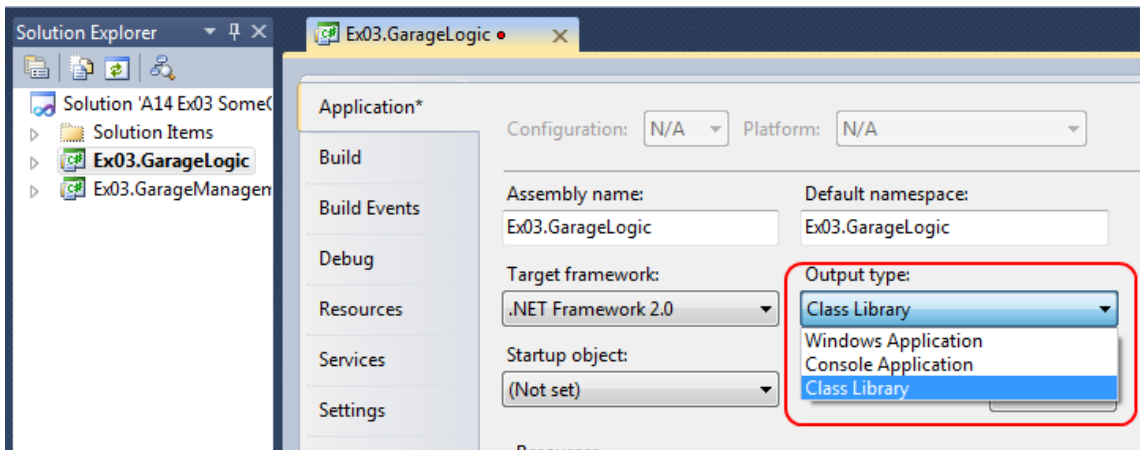 Solution Explorer
Ex03.GarageLogic
Solution 'A14 Ex03 Some
Solution Items
Ex03.GarageLogic
Ex03.GarageManagem
Application*
Build
Build Events
Debug
Resources
Services
Settings
Configuration: N/A Platform: N/A
Assembly name: Default namespace:
Ex03.GarageLogic Ex03.GarageLogic
Target framework: Output type:
.NET Framework 2.0 Class Library
Windows Application
Startup object: Console Application
(Not set) Class Library
Resources